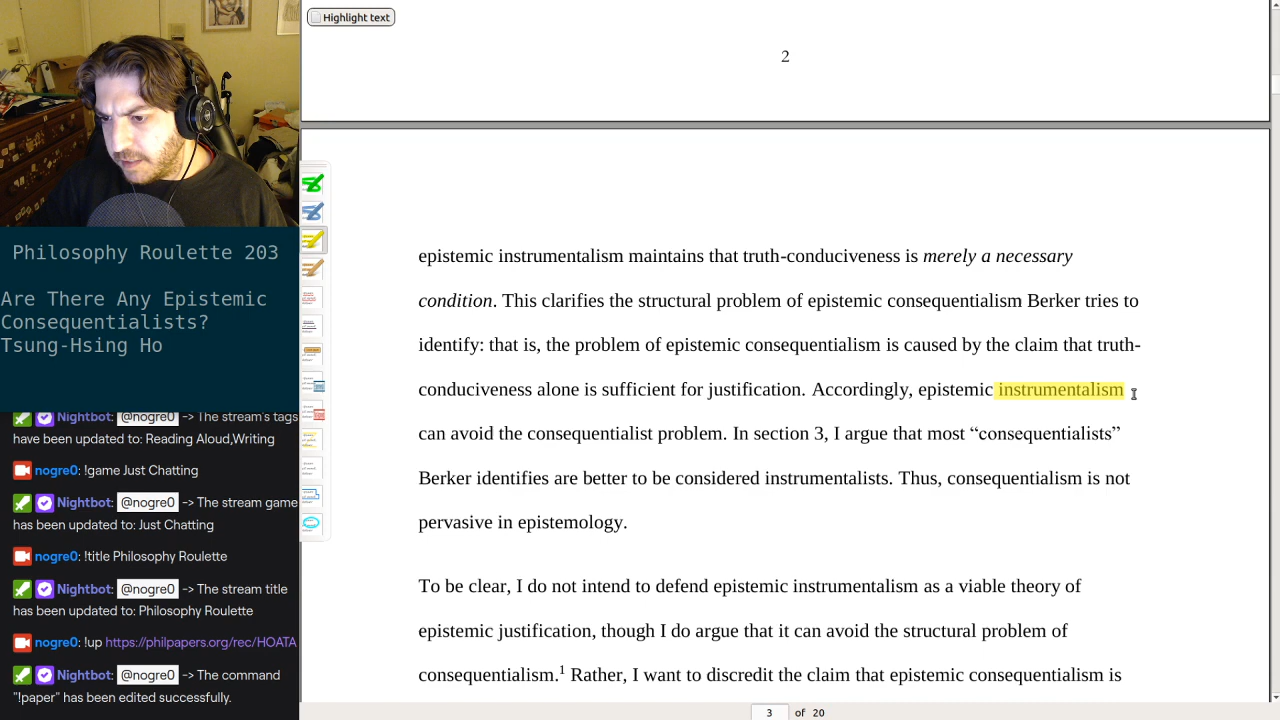 Highlight text
2
epistemic instrumentalism maintains that truth-conduciveness is merely a necessary
condition. This clarifies the structural problem of epistemic consequentialism Berker tries to
identify: that is, the problem of epistemic consequentialism is caused by the claim that truth-
conduciveness alone is sufficient for justification. Accordingly, epistemic instrumentalism
can avoid the consequentialist problem. In section 3, I argue that most “consequentialists”
Berker identifies are better to be considered instrumentalists. Thus, consequentialism is not
pervasive in epistemology.
To be clear, I do not intend to defend epistemic instrumentalism as a viable theory of
epistemic justification, though I do argue that it can avoid the structural problem of
consequentialism.1 Rather, I want to discredit the claim that epistemic consequentialism is
3 of 20
Philosophy Roulette 203
Are There Any Epistemic
Consequentialists?
Tsung-Hsing Ho
Nightbot: @nogre0 -> The stream's tags
have been updated to: Reading Aloud,Writing
nogre0: !game Just Chatting
Nightbot: @nogre0 -> The stream game
has been updated to: Just Chatting
nogre0: !title Philosophy Roulette
Nightbot: @nogre0 -> The stream title
has been updated to: Philosophy Roulette
nogre0: !up https://philpapers.org/rec/HOATA
Nightbot: @nogre0 -> The command
"!paper" has been edited successfully.